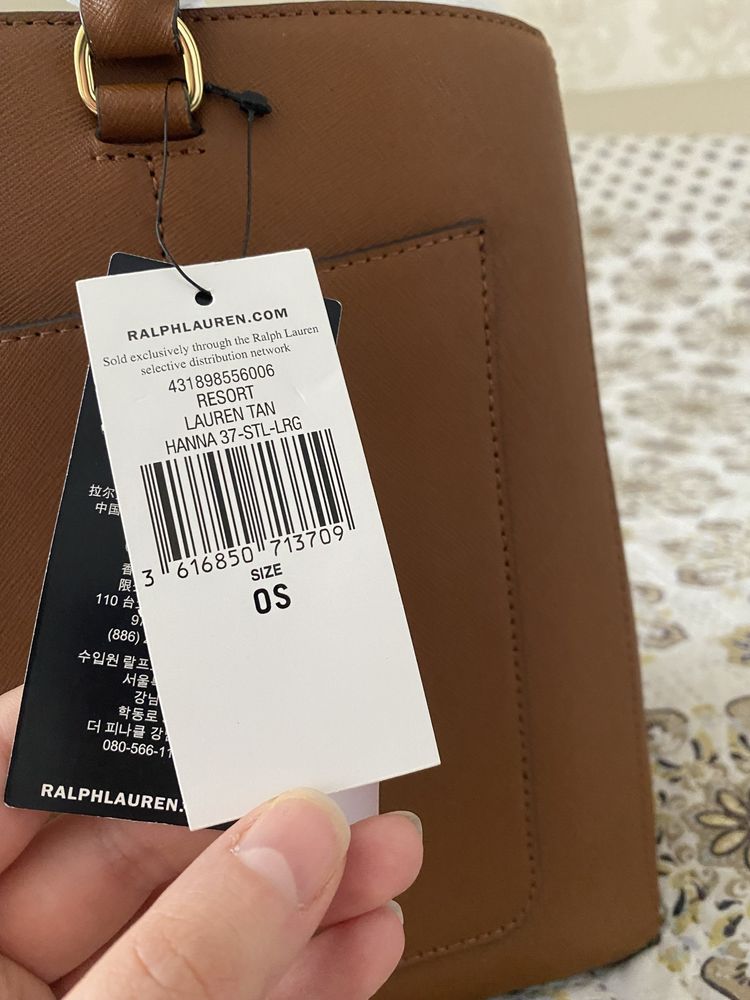 RALPHLAUREN.COM
Sold exclusively through the Ralph Lauren
selective distribution network
431898556006
RESORT
LAUREN TAN
HANNA 37-STL-LRG
3 616850 713709
SIZE
OS
拉尔
中国
香
限
110 台
(886)
수입원 랄프
서울
강남
학동로
더 피나클 강
080-566-11
RALPHLAUREN.